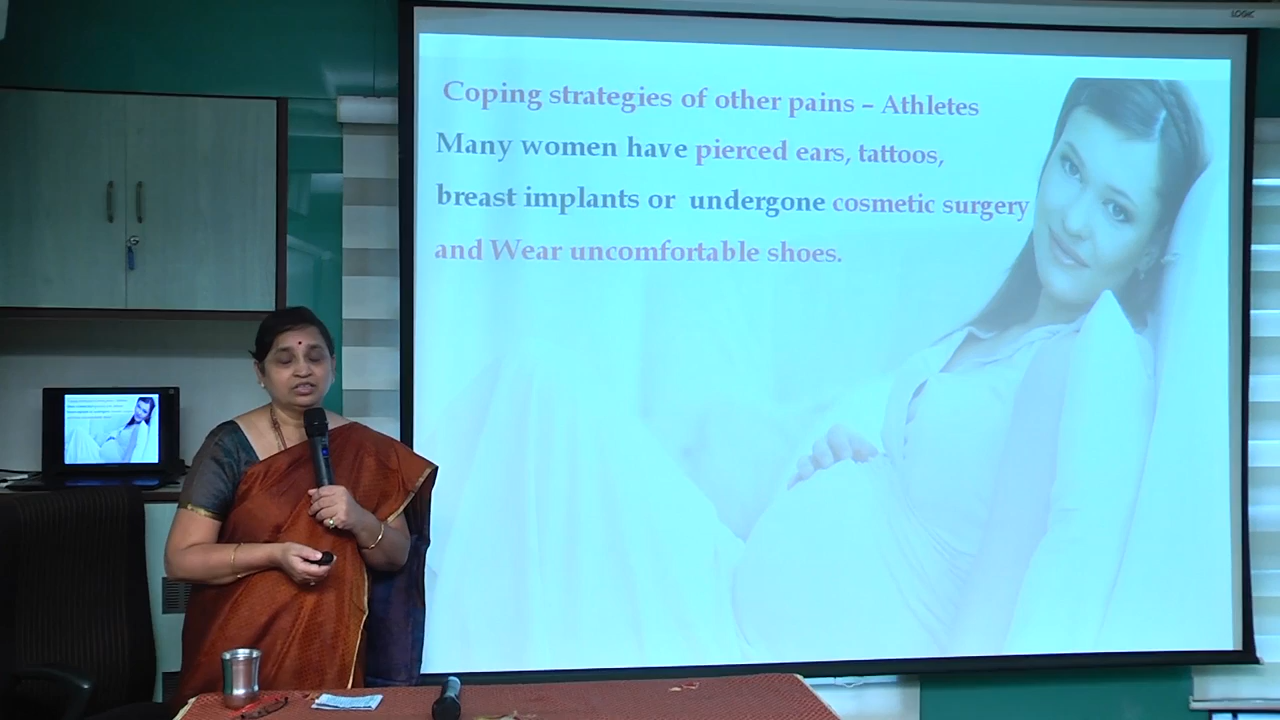 LOGIC
Coping strategies of other pains – Athletes
Many women have pierced ears, tattoos,
breast implants or undergone cosmetic surgery
and Wear uncomfortable shoes.